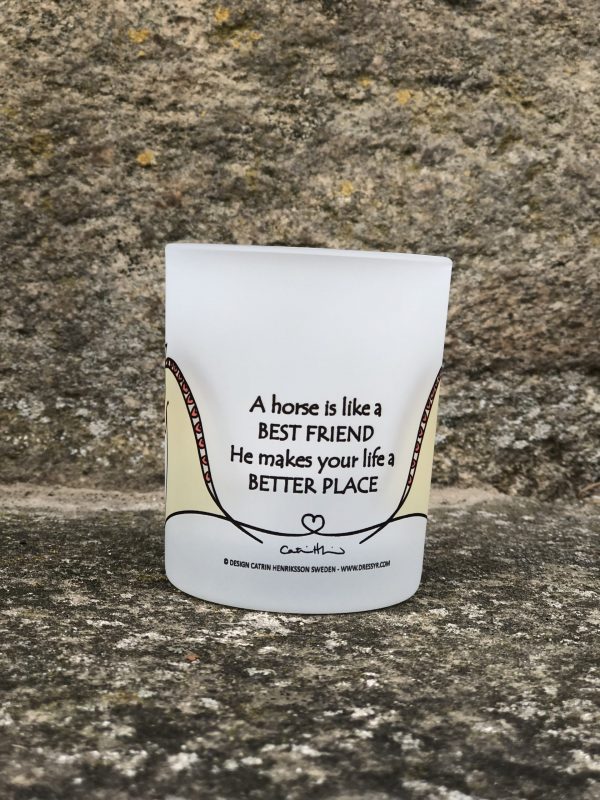 A horse is like a
BEST FRIEND
He makes your life a
BETTER PLACE
© DESIGN CATRIN HENRIKSSON SWEDEN - WWW.DRESSYR.COM